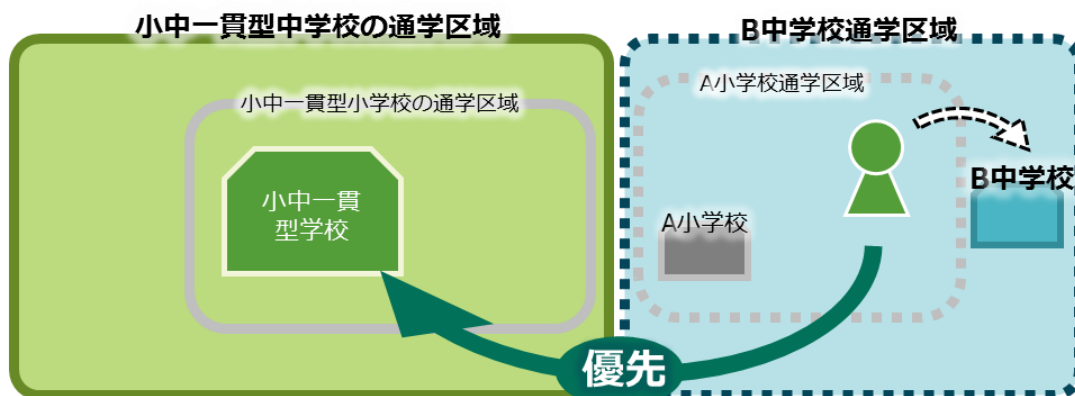 小中一貫型中学校の通学区域
B中学校通学区域
小中一貫型小学校の通学区域
A小学校通学区域
小中一貫
型学校
B中学校
A小学校
優先